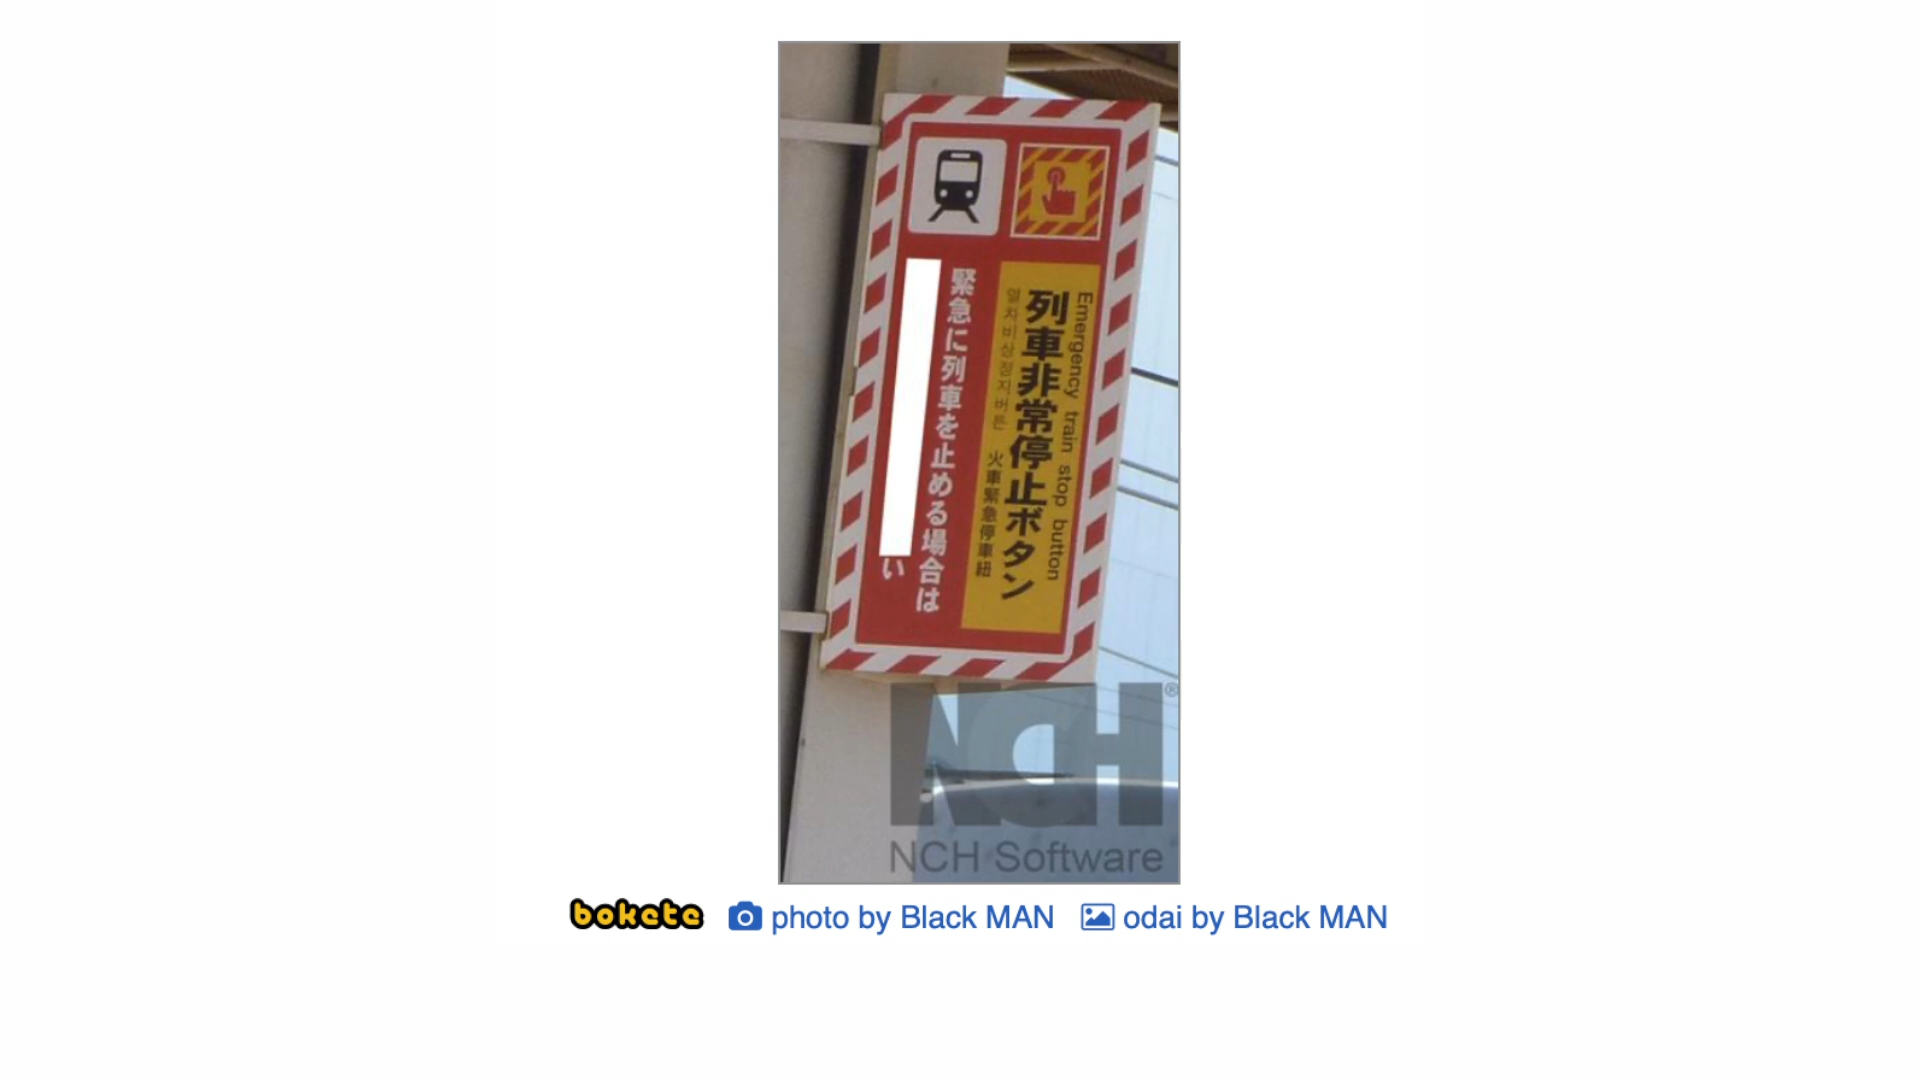 Emergency train stop button
列車非常停止ボタン
열차비상정지버튼 火車緊急停車紐
緊急に列車を止める場合は
い
NCH®
NCH Software
bokete photo by Black MAN odai by Black MAN